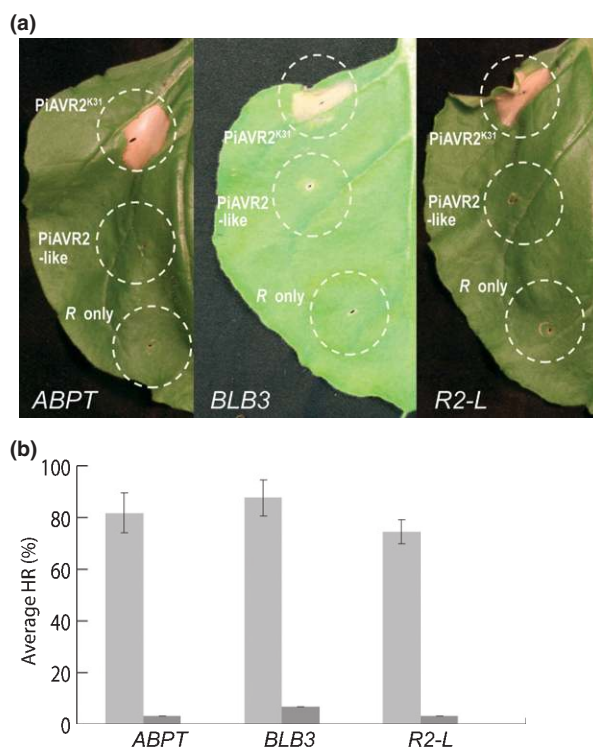 (a)
PiAVR2ᴷ³¹
PiAVR2
-like
R only
ABPT
PiAVR2ᴷ³¹
PiAVR2
-like
R only
BLB3
PiAVR2ᴷ³¹
PiAVR2
-like
R only
R2-L
(b)
Average HR (%)
100
80
60
40
20
0
ABPT BLB3 R2-L